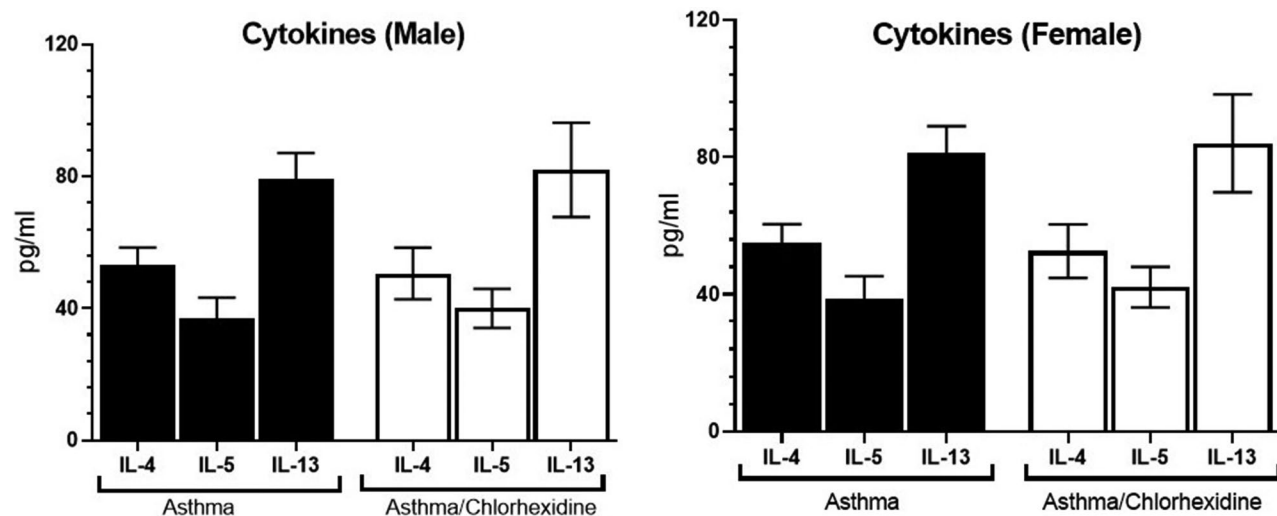 Cytokines (Male)
120
80
40
0
pg/ml
IL-4 IL-5 IL-13 IL-4 IL-5 IL-13
Asthma Asthma/Chlorhexidine
Cytokines (Female)
120
80
40
0
pg/ml
IL-4 IL-5 IL-13 IL-4 IL-5 IL-13
Asthma Asthma/Chlorhexidine